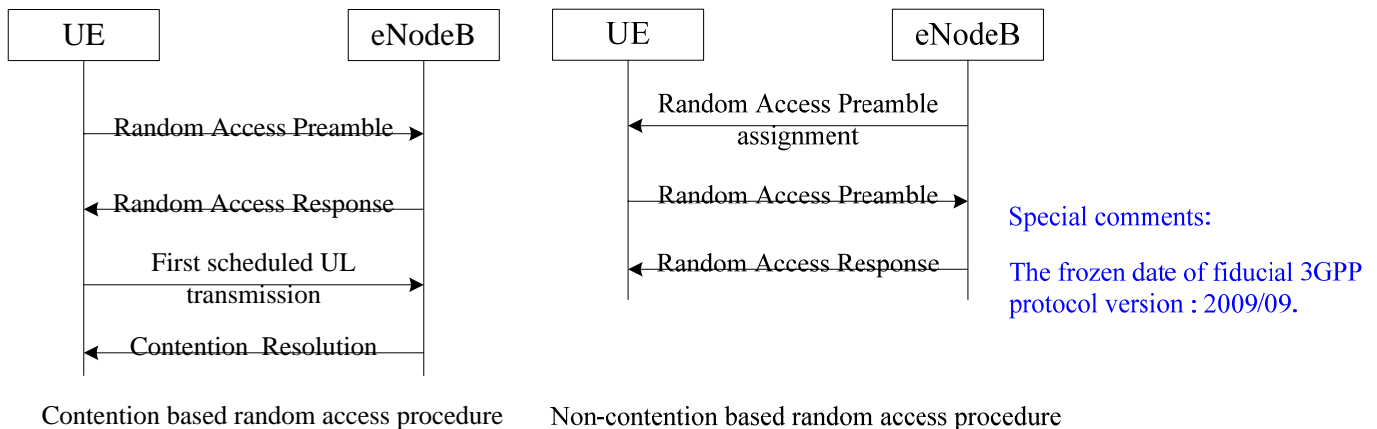 UE
eNodeB
Random Access Preamble
Random Access Response
First scheduled UL
transmission
Contention Resolution
Contention based random access procedure
UE
eNodeB
Random Access Preamble
assignment
Random Access Preamble
Random Access Response
Non-contention based random access procedure
Special comments:
The frozen date of fiducial 3GPP
protocol version : 2009/09.